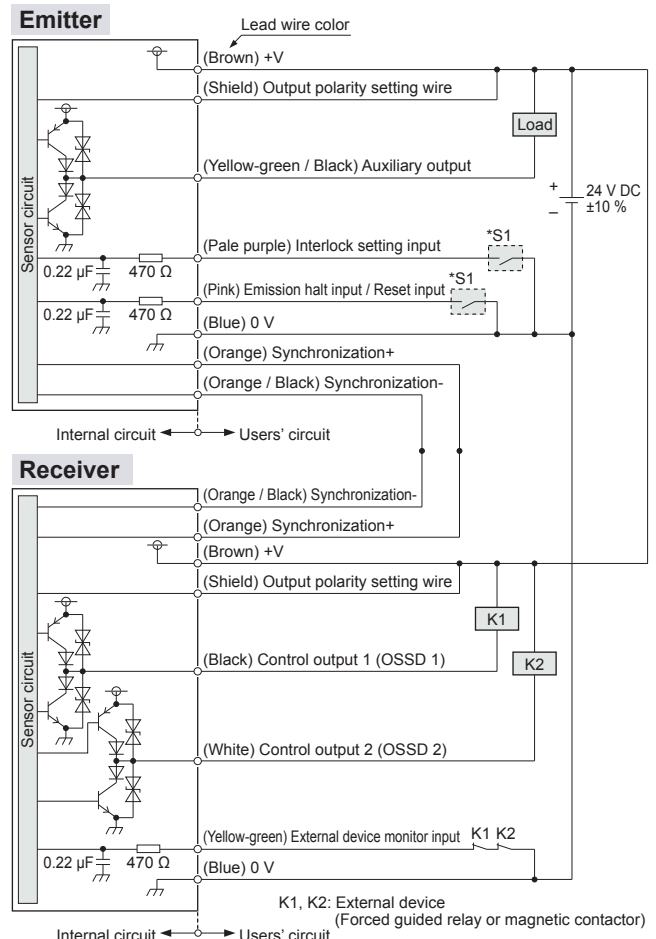 Emitter
Lead wire color
(Brown) +V
(Shield) Output polarity setting wire
Load
(Yellow-green / Black) Auxiliary output
+
−
24 V DC
±10 %
Sensor circuit
(Pale purple) Interlock setting input
*S1
0.22 µF
470 Ω
(Pink) Emission halt input / Reset input
*S1
0.22 µF
470 Ω
(Blue) 0 V
(Orange) Synchronization+
(Orange / Black) Synchronization-
Internal circuit
Users' circuit
Receiver
(Orange / Black) Synchronization-
(Orange) Synchronization+
(Brown) +V
(Shield) Output polarity setting wire
K1
(Black) Control output 1 (OSSD 1)
K2
Sensor circuit
(White) Control output 2 (OSSD 2)
(Yellow-green) External device monitor input
K1 K2
0.22 µF
470 Ω
(Blue) 0 V
K1, K2: External device
(Forced guided relay or magnetic contactor)
Internal circuit
Users' circuit